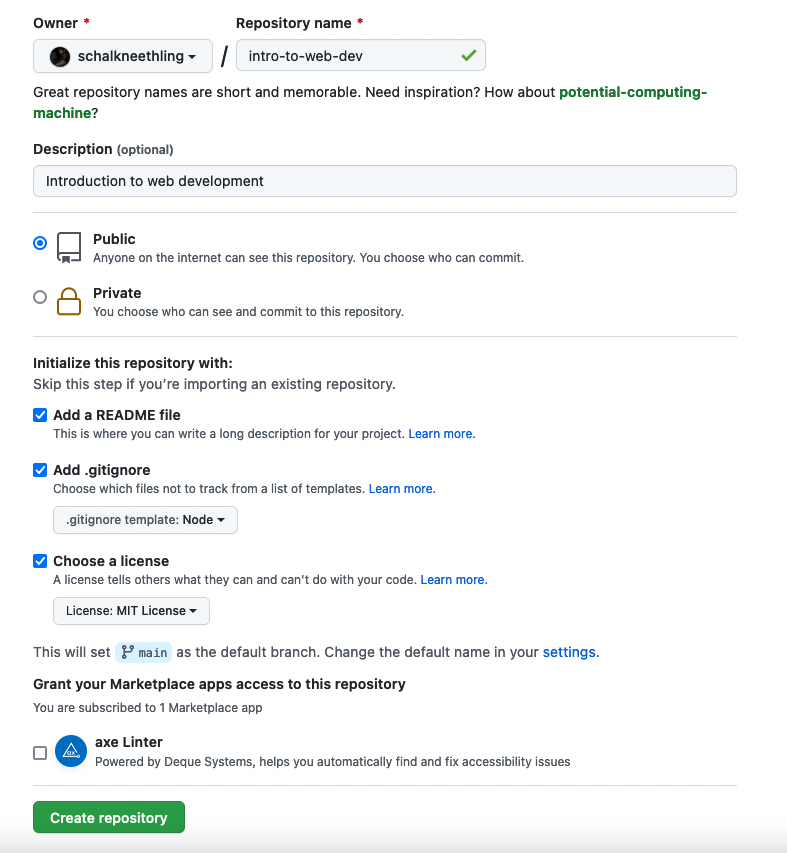 Owner * Repository name *
schalkneethling / intro-to-web-dev
Great repository names are short and memorable. Need inspiration? How about potential-computing-
machine?
Description (optional)
Introduction to web development
Public
Anyone on the internet can see this repository. You choose who can commit.
Private
You choose who can see and commit to this repository.
Initialize this repository with:
Skip this step if you’re importing an existing repository.
Add a README file
This is where you can write a long description for your project. Learn more.
Add .gitignore
Choose which files not to track from a list of templates. Learn more.
.gitignore template: Node
Choose a license
A license tells others what they can and can't do with your code. Learn more.
License: MIT License
This will set main as the default branch. Change the default name in your settings.
Grant your Marketplace apps access to this repository
You are subscribed to 1 Marketplace app
axe Linter
Powered by Deque Systems, helps you automatically find and fix accessibility issues
Create repository